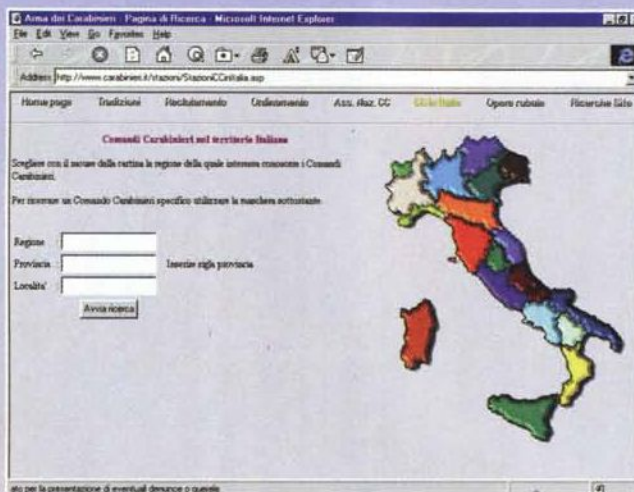 Arma dei Carabinieri - Pagina di Ricerca - Microsoft Internet Explorer
File Edit View Go Favorites Help
Address http://www.carabinieri.it/stazioni/StazioniCCinItalia.asp
Home page Tradizioni Reclutamento Ordinamento Ass. Naz. CC CC in Italia Opere rubate Ricerche Sito
Comandi Carabinieri nel territorio Italiano
Scegliere con il mouse dalla cartina la regione della quale interessa conoscere i Comandi
Carabinieri.
Per ricercare un Comando Carabinieri specifico utilizzare la maschera sottostante.
Regione :
Provincia : Inserire sigla provincia
Localita' :
Avvia ricerca
ato per la presentazione di eventuali denunce o querele